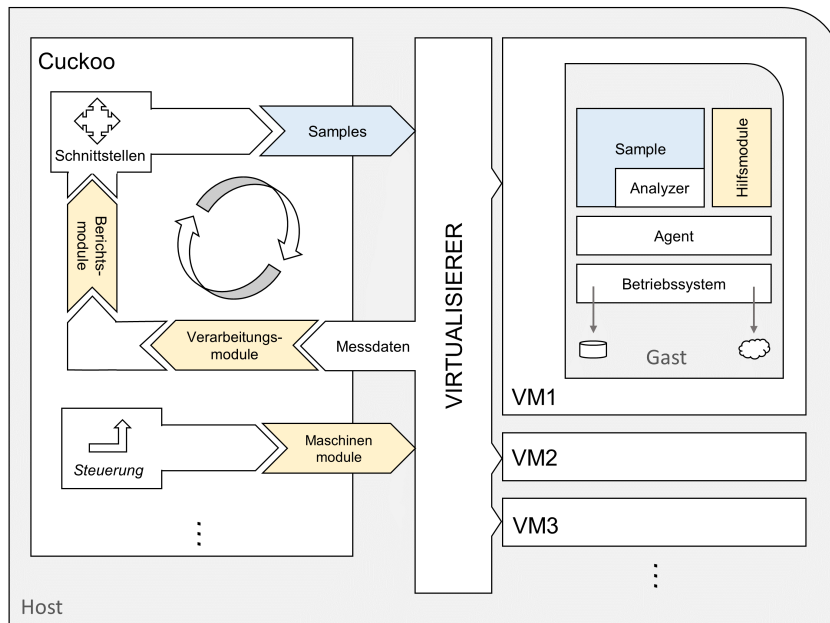 Cuckoo
Schnittstellen
Samples
Berichts-
module
Verarbeitungs-
module
Messdaten
Steuerung
Maschinen
module
VIRTUALISIERER
Sample
Analyzer
Hilfsmodule
Agent
Betriebssystem
Gast
VM1
VM2
VM3
Host